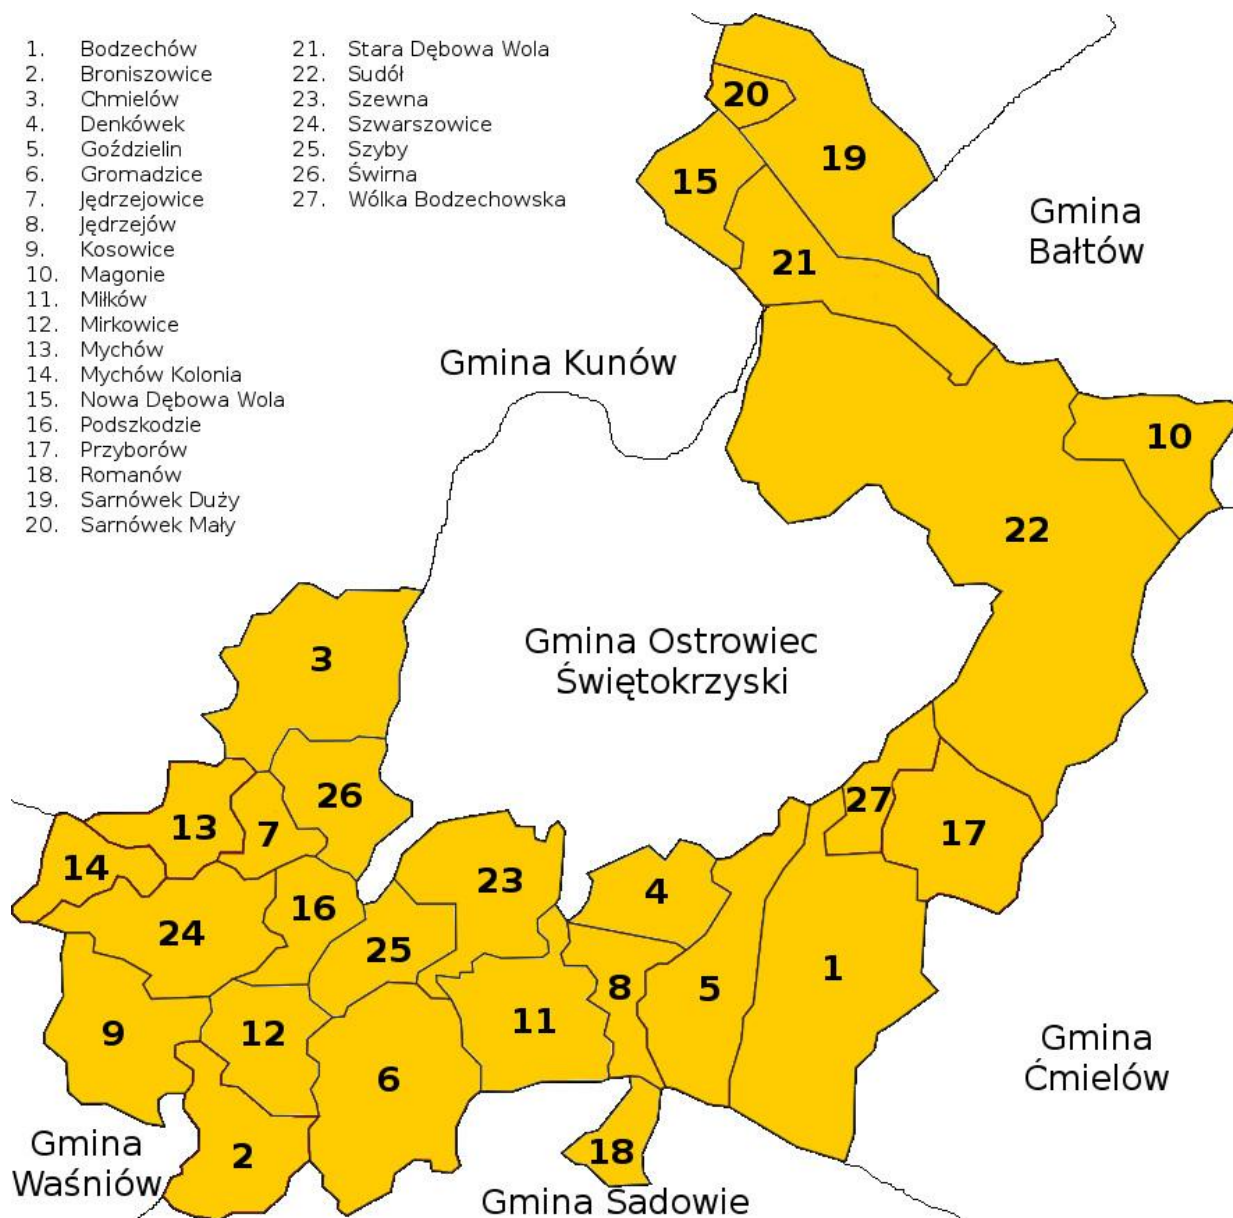 1. Bodzechów
2. Broniszowice
3. Chmielów
4. Denkówek
5. Goździelin
6. Gromadzice
7. Jędrzejowice
8. Jędrzejów
9. Kosowice
10. Magonie
11. Miłków
12. Mirkowice
13. Mychów
14. Mychów Kolonia
15. Nowa Dębowa Wola
16. Podszkodzie
17. Przyborów
18. Romanów
19. Sarnówek Duży
20. Sarnówek Mały
21. Stara Dębowa Wola
22. Sudół
23. Szewna
24. Szwarszowice
25. Szyby
26. Świrna
27. Wólka Bodzechowska
20
19
15
21
Gmina
Bałtów
Gmina Kunów
10
22
Gmina Ostrowiec
Świętokrzyski
3
26
27
13
7
17
14
23
4
16
24
25
1
8
5
9
12
11
6
Gmina
Ćmielów
Gmina
Waśniów
2
18
Gmina Sadowie